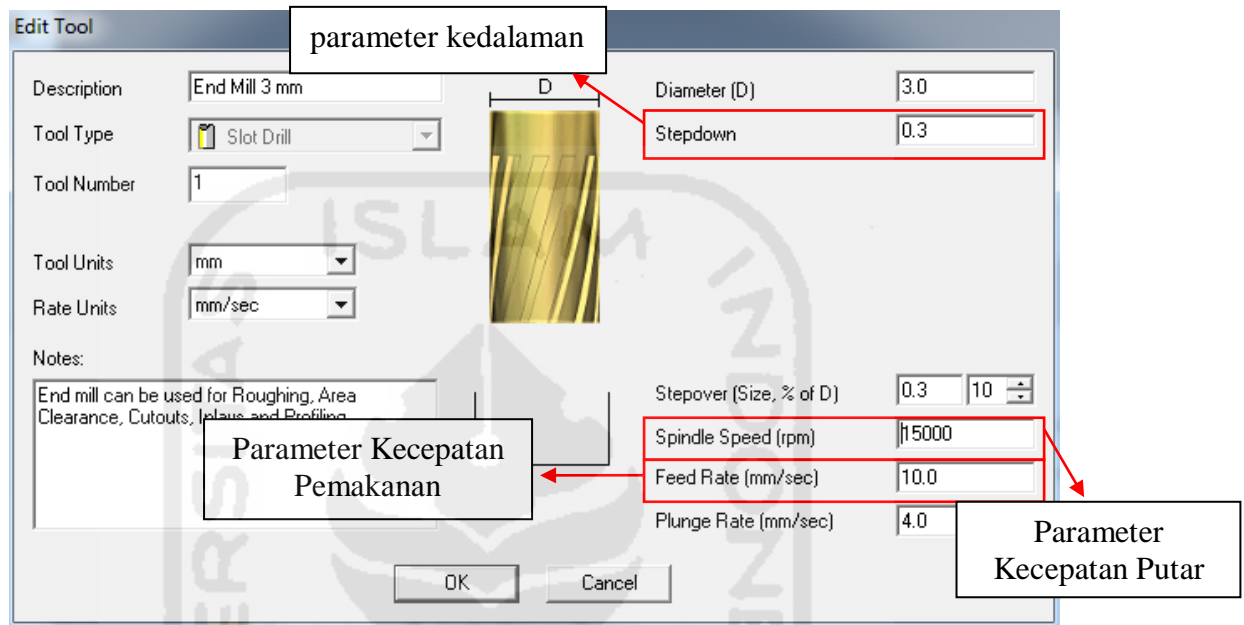 Edit Tool
parameter kedalaman
Description
End Mill 3 mm
D
Diameter (D)
3.0
Tool Type
Slot Drill
Stepdown
0.3
Tool Number
1
Tool Units
mm
Rate Units
mm/sec
Notes:
End mill can be used for Roughing, Area
Clearance, Cutouts, Inlays and Profiling
Stepover (Size, % of D)
0.3
10
Parameter Kecepatan
Pemakanan
Spindle Speed (rpm)
15000
Feed Rate (mm/sec)
10.0
Plunge Rate (mm/sec)
4.0
Parameter
Kecepatan Putar
OK
Cancel
ISLAM